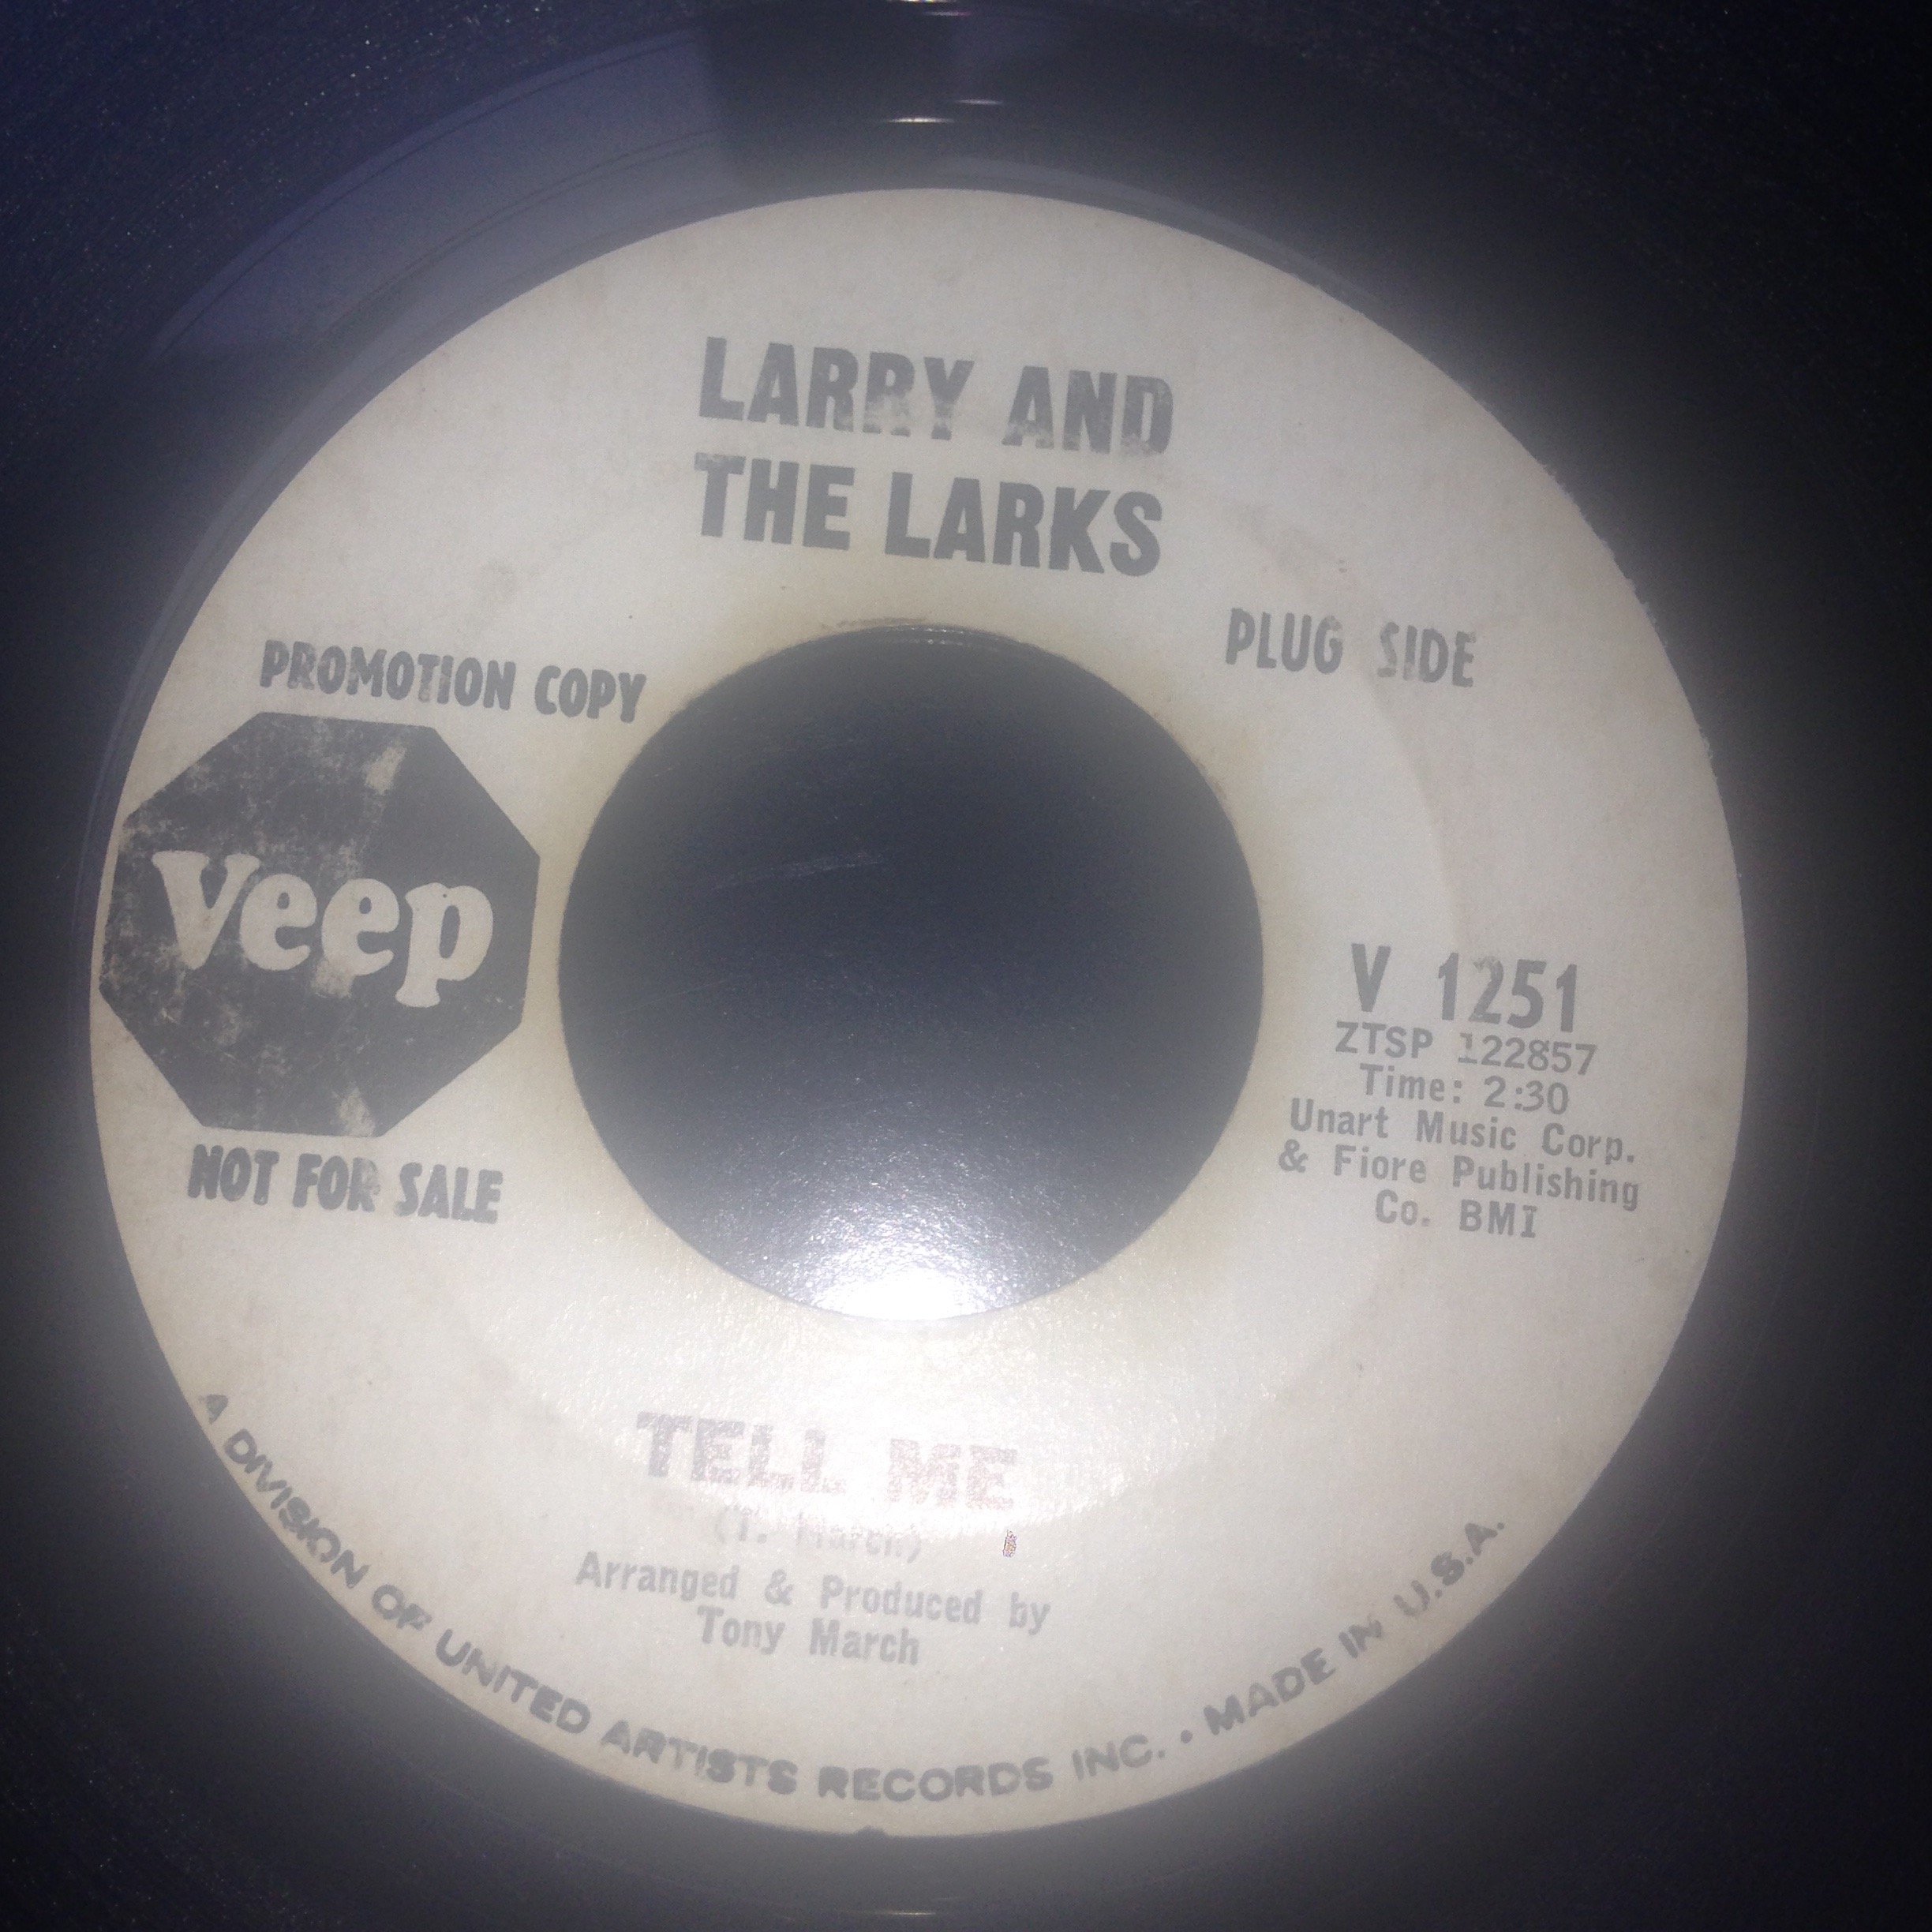 LARRY AND
THE LARKS
PROMOTION COPY
PLUG SIDE
Veep
NOT FOR SALE
V 1251
ZTSP 122857
Time: 2:30
Unart Music Corp.
& Fiore Publishing
Co. BMI
TELL ME
(T. March)
Arranged & Produced by
Tony March
A DIVISION OF UNITED ARTISTS RECORDS INC. • MADE IN U.S.A.